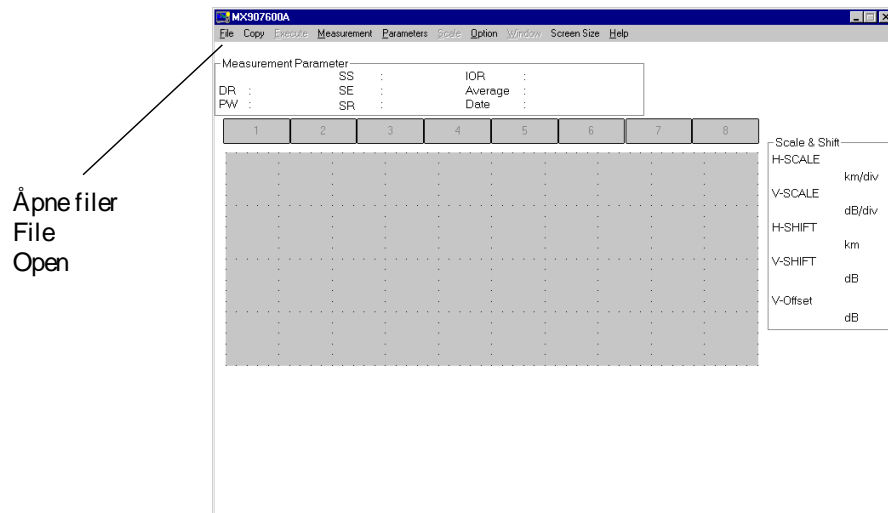 MX907600A
File Copy Execute Measurement Parameters Scale Option Window Screen Size Help
Measurement Parameter
SS : IOR :
DR : SE : Average :
PW : SR : Date :
1 2 3 4 5 6 7 8
Scale & Shift
H-SCALE
km/div
V-SCALE
dB/div
H-SHIFT
km
V-SHIFT
dB
V-Offset
dB
Åpne filer
File
Open